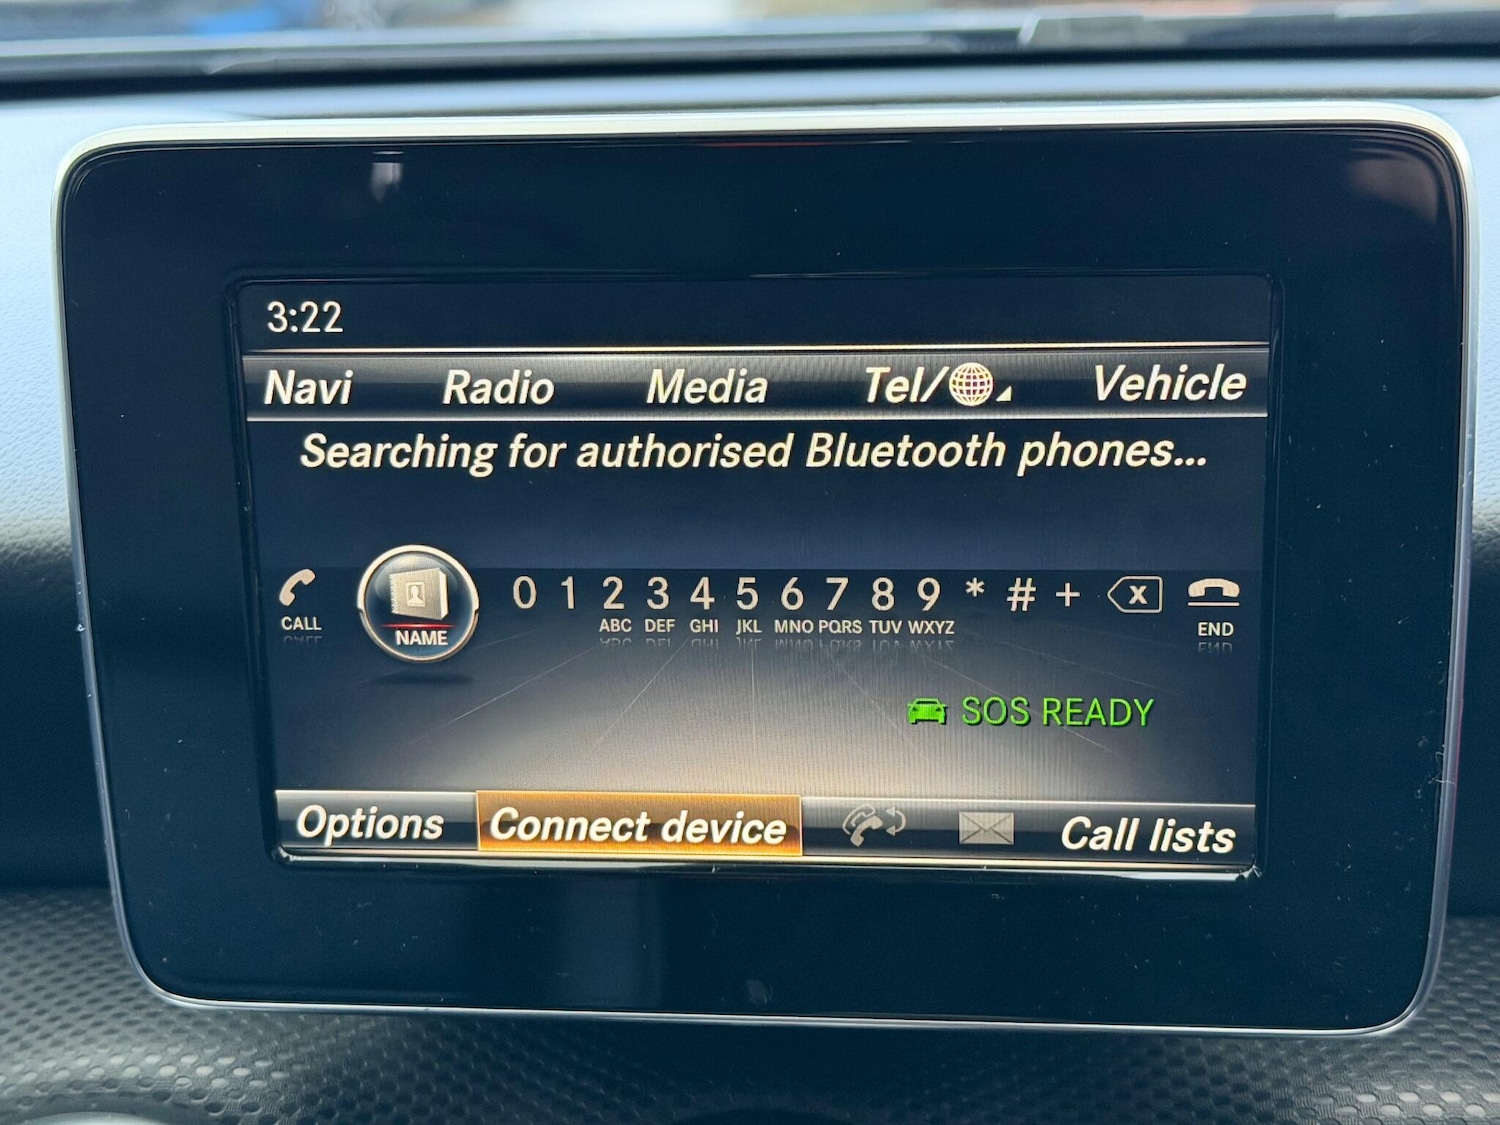 3:22
Navi Radio Media Tel/ Vehicle
Searching for authorised Bluetooth phones...
0 1 2 3 4 5 6 7 8 9 * # + x
CALL NAME ABC DEF GHI JKL MNO PQRS TUV WXYZ END
SOS READY
Options Connect device Call lists